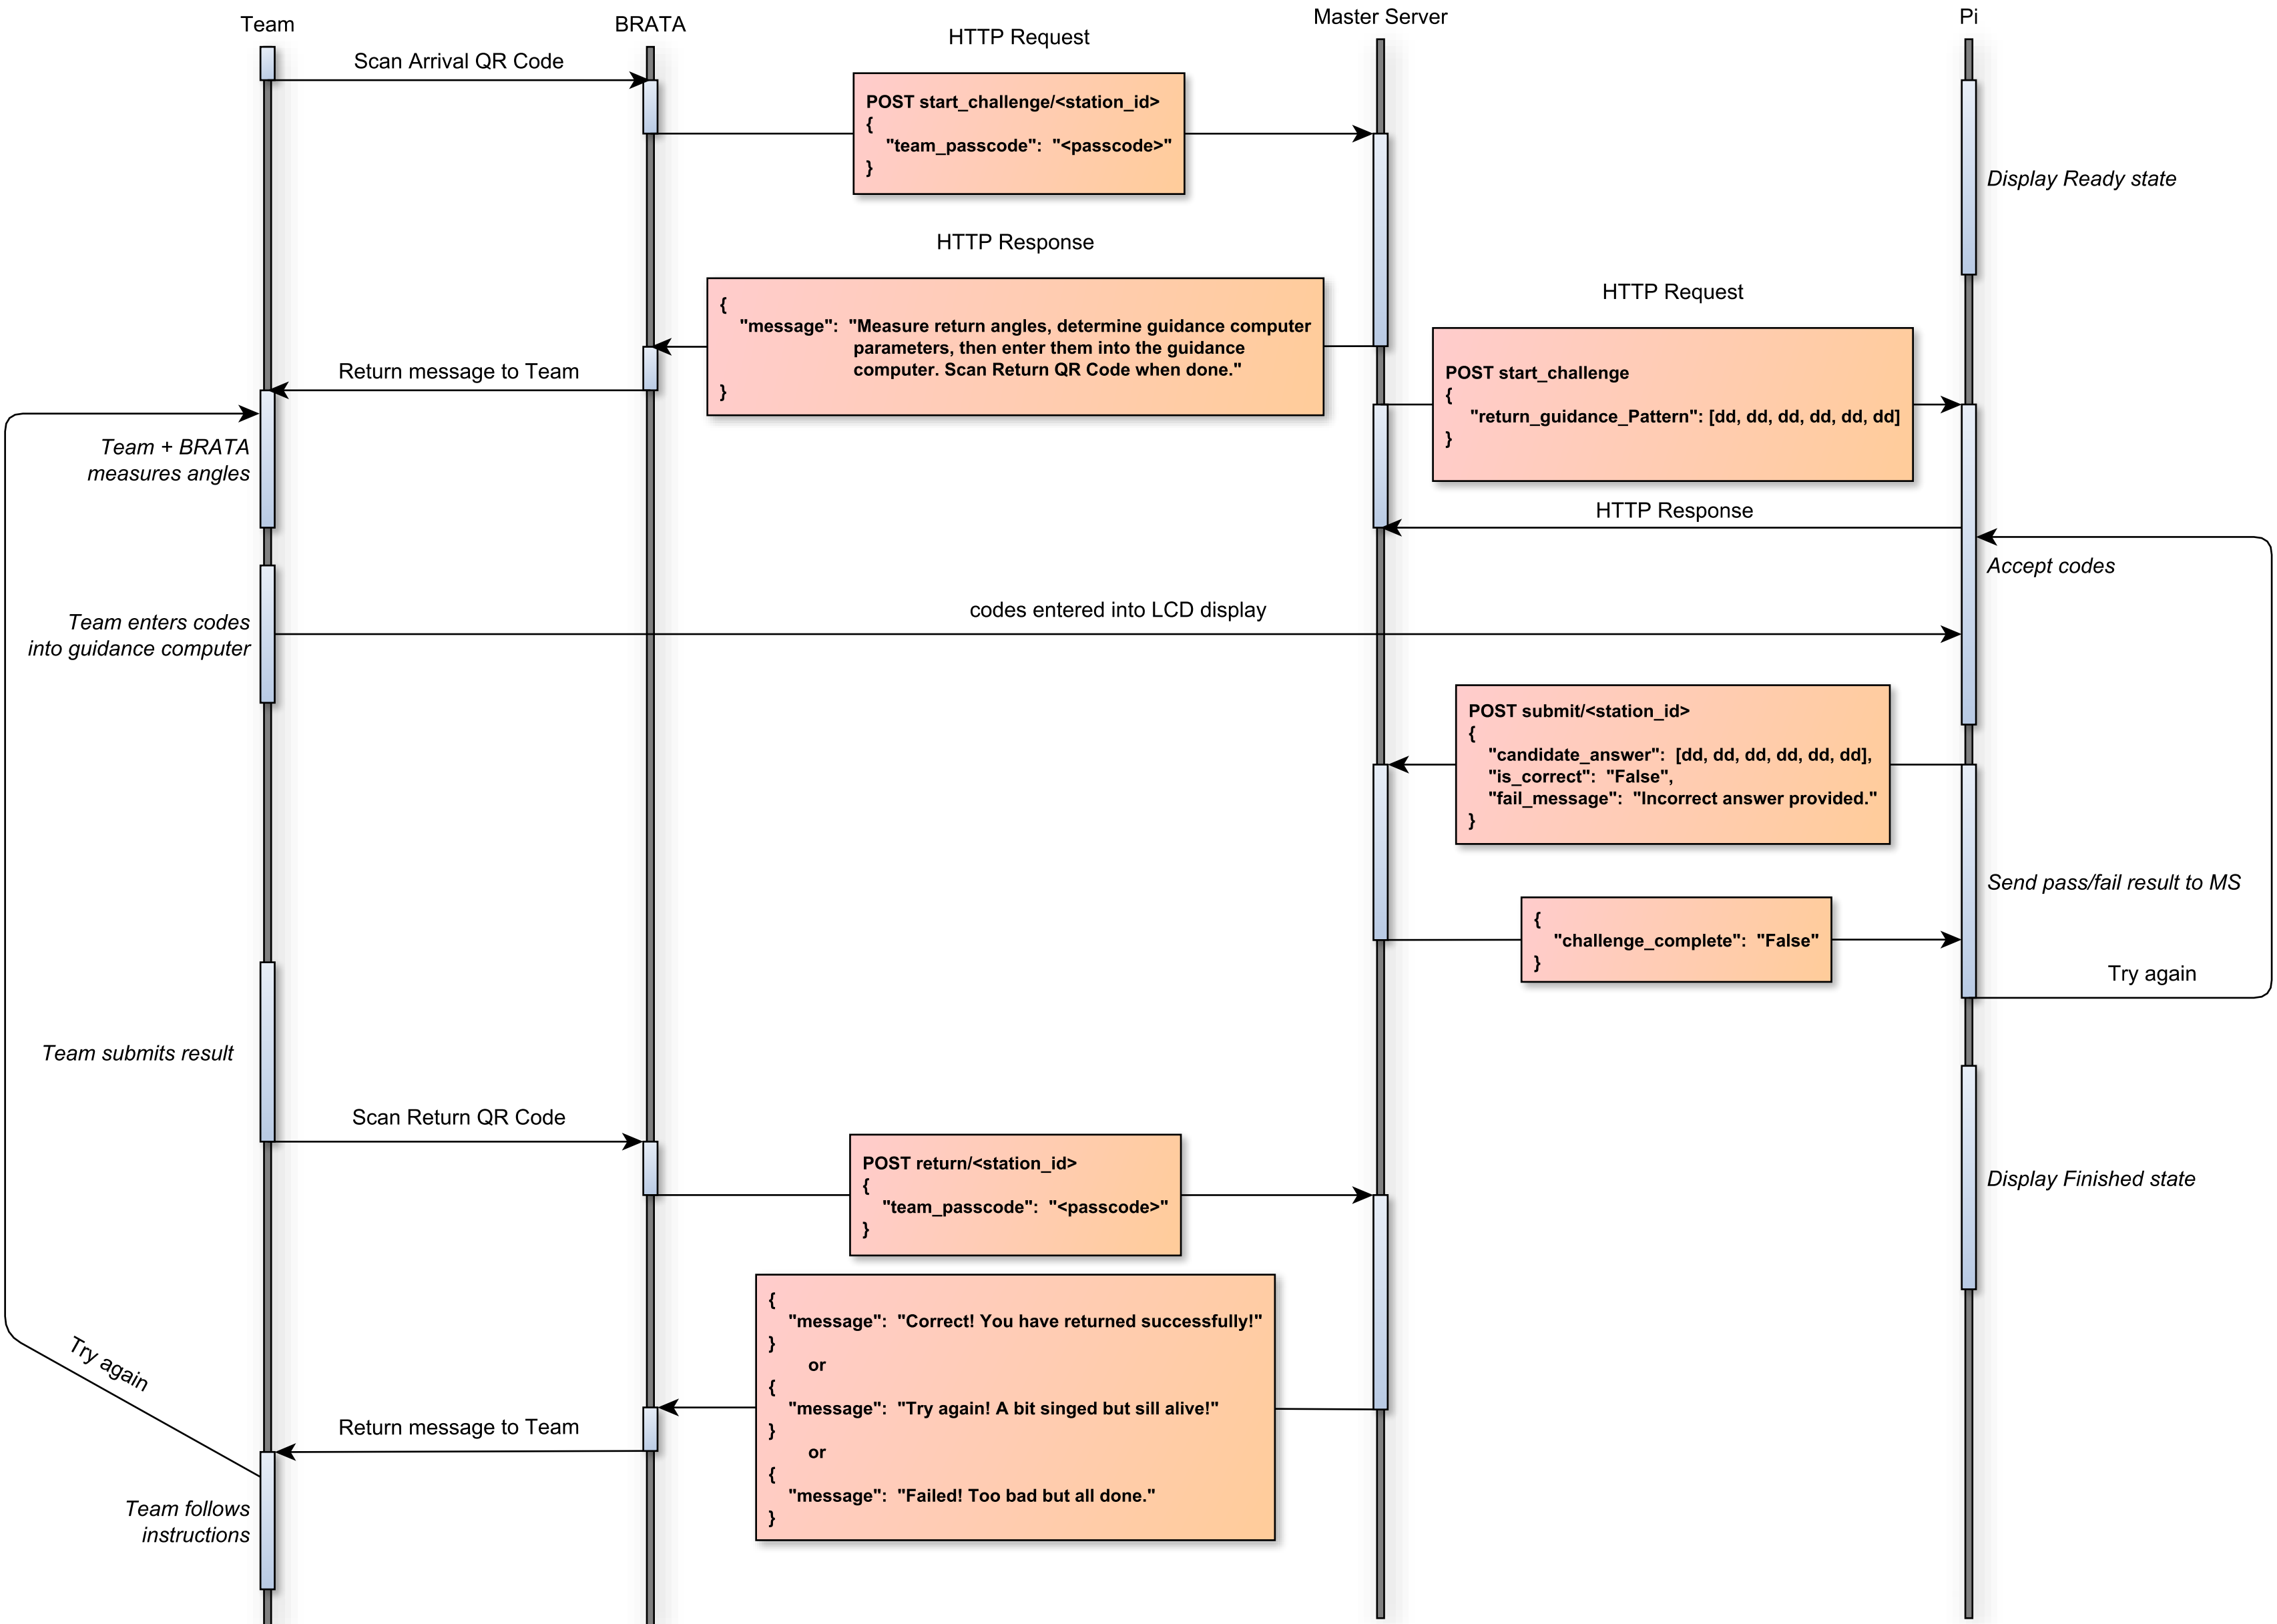 Team
BRATA
Master Server
Pi
HTTP Request
Scan Arrival QR Code
POST start_challenge/<station_id>
{
"team_passcode": "<passcode>"
}
Display Ready state
HTTP Response
{
"message": "Measure return angles, determine guidance computer
parameters, then enter them into the guidance
computer. Scan Return QR Code when done."
}
HTTP Request
Return message to Team
POST start_challenge
{
"return_guidance_Pattern": [dd, dd, dd, dd, dd, dd]
}
Team + BRATA
measures angles
HTTP Response
Accept codes
codes entered into LCD display
Team enters codes
into guidance computer
POST submit/<station_id>
{
"candidate_answer": [dd, dd, dd, dd, dd, dd],
"is_correct": "False",
"fail_message": "Incorrect answer provided."
}
Send pass/fail result to MS
{
"challenge_complete": "False"
}
Try again
Team submits result
Scan Return QR Code
POST return/<station_id>
{
"team_passcode": "<passcode>"
}
Display Finished state
{
"message": "Correct! You have returned successfully!"
}
or
{
"message": "Try again! A bit singed but sill alive!"
}
or
{
"message": "Failed! Too bad but all done."
}
Try again
Return message to Team
Team follows
instructions